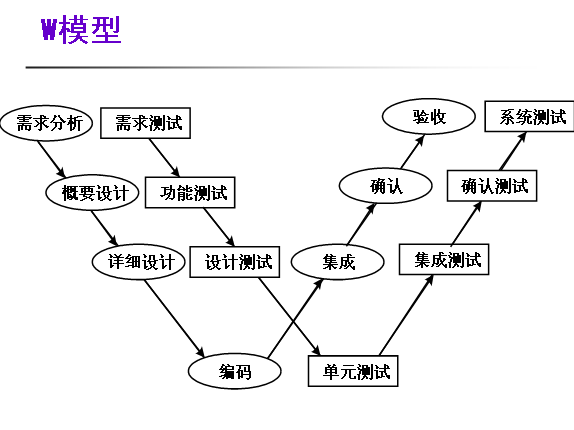 W模型
需求分析
需求测试
验收
系统测试
概要设计
功能测试
确认
确认测试
详细设计
设计测试
集成
集成测试
编码
单元测试